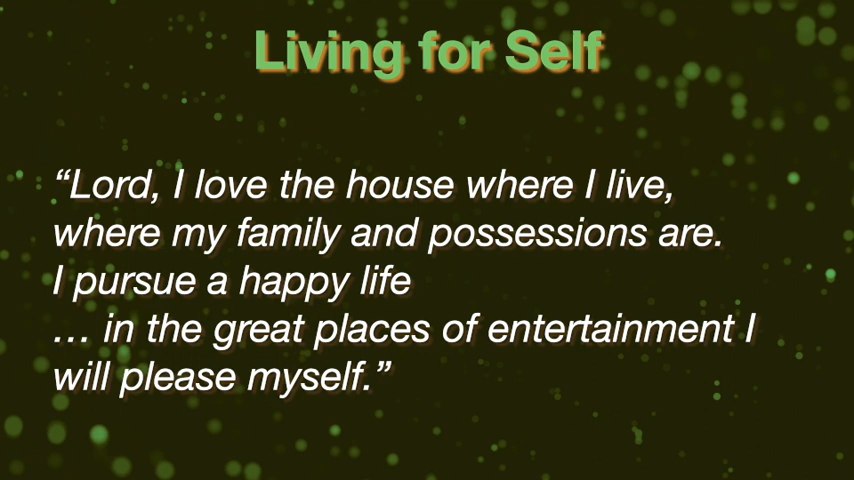 Living for Self
“Lord, I love the house where I live,
where my family and possessions are.
I pursue a happy life
… in the great places of entertainment I
will please myself.”